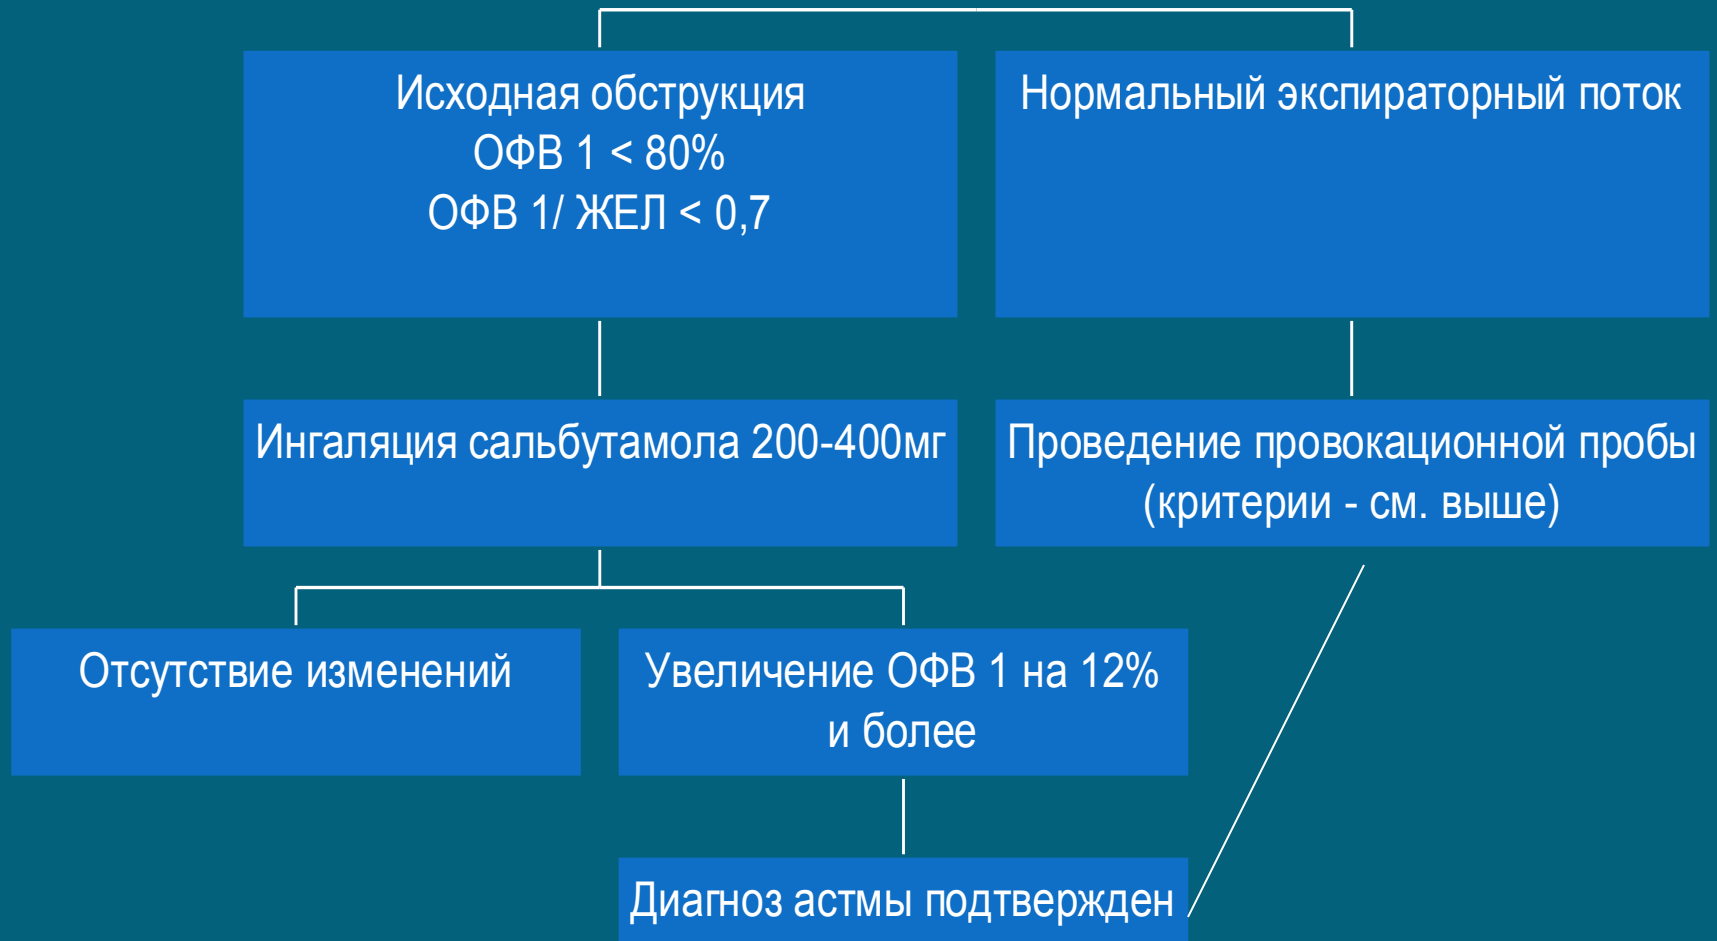 Исходная обструкция
ОФВ 1 < 80%
ОФВ 1/ ЖЕЛ < 0,7
Нормальный экспираторный поток
Ингаляция сальбутамола 200-400мг
Проведение провокационной пробы
(критерии - см. выше)
Отсутствие изменений
Увеличение ОФВ 1 на 12%
и более
Диагноз астмы подтвержден